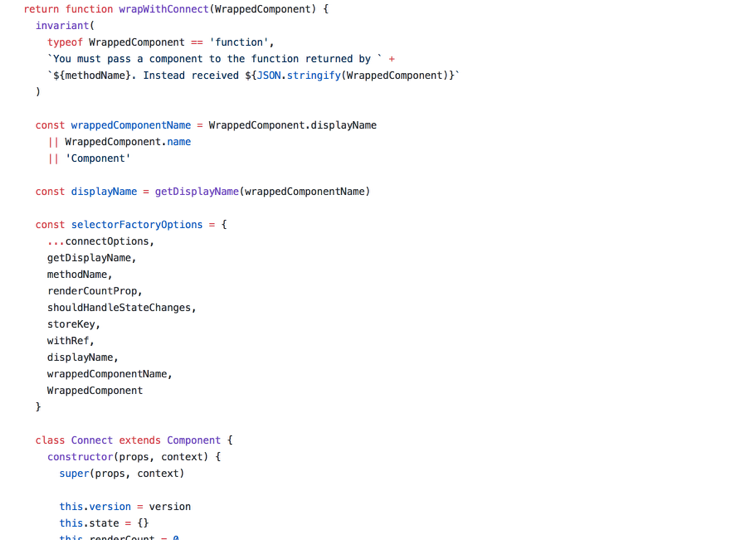 return function wrapWithConnect(WrappedComponent) {
invariant(
typeof WrappedComponent == 'function',
`You must pass a component to the function returned by ` +
`${methodName}. Instead received ${JSON.stringify(WrappedComponent)}`
)
const wrappedComponentName = WrappedComponent.displayName
|| WrappedComponent.name
|| 'Component'
const displayName = getDisplayName(wrappedComponentName)
const selectorFactoryOptions = {
...connectOptions,
getDisplayName,
methodName,
renderCountProp,
shouldHandleStateChanges,
storeKey,
withRef,
displayName,
wrappedComponentName,
WrappedComponent
}
class Connect extends Component {
constructor(props, context) {
super(props, context)
this.version = version
this.state = {}
this.renderCount = 0